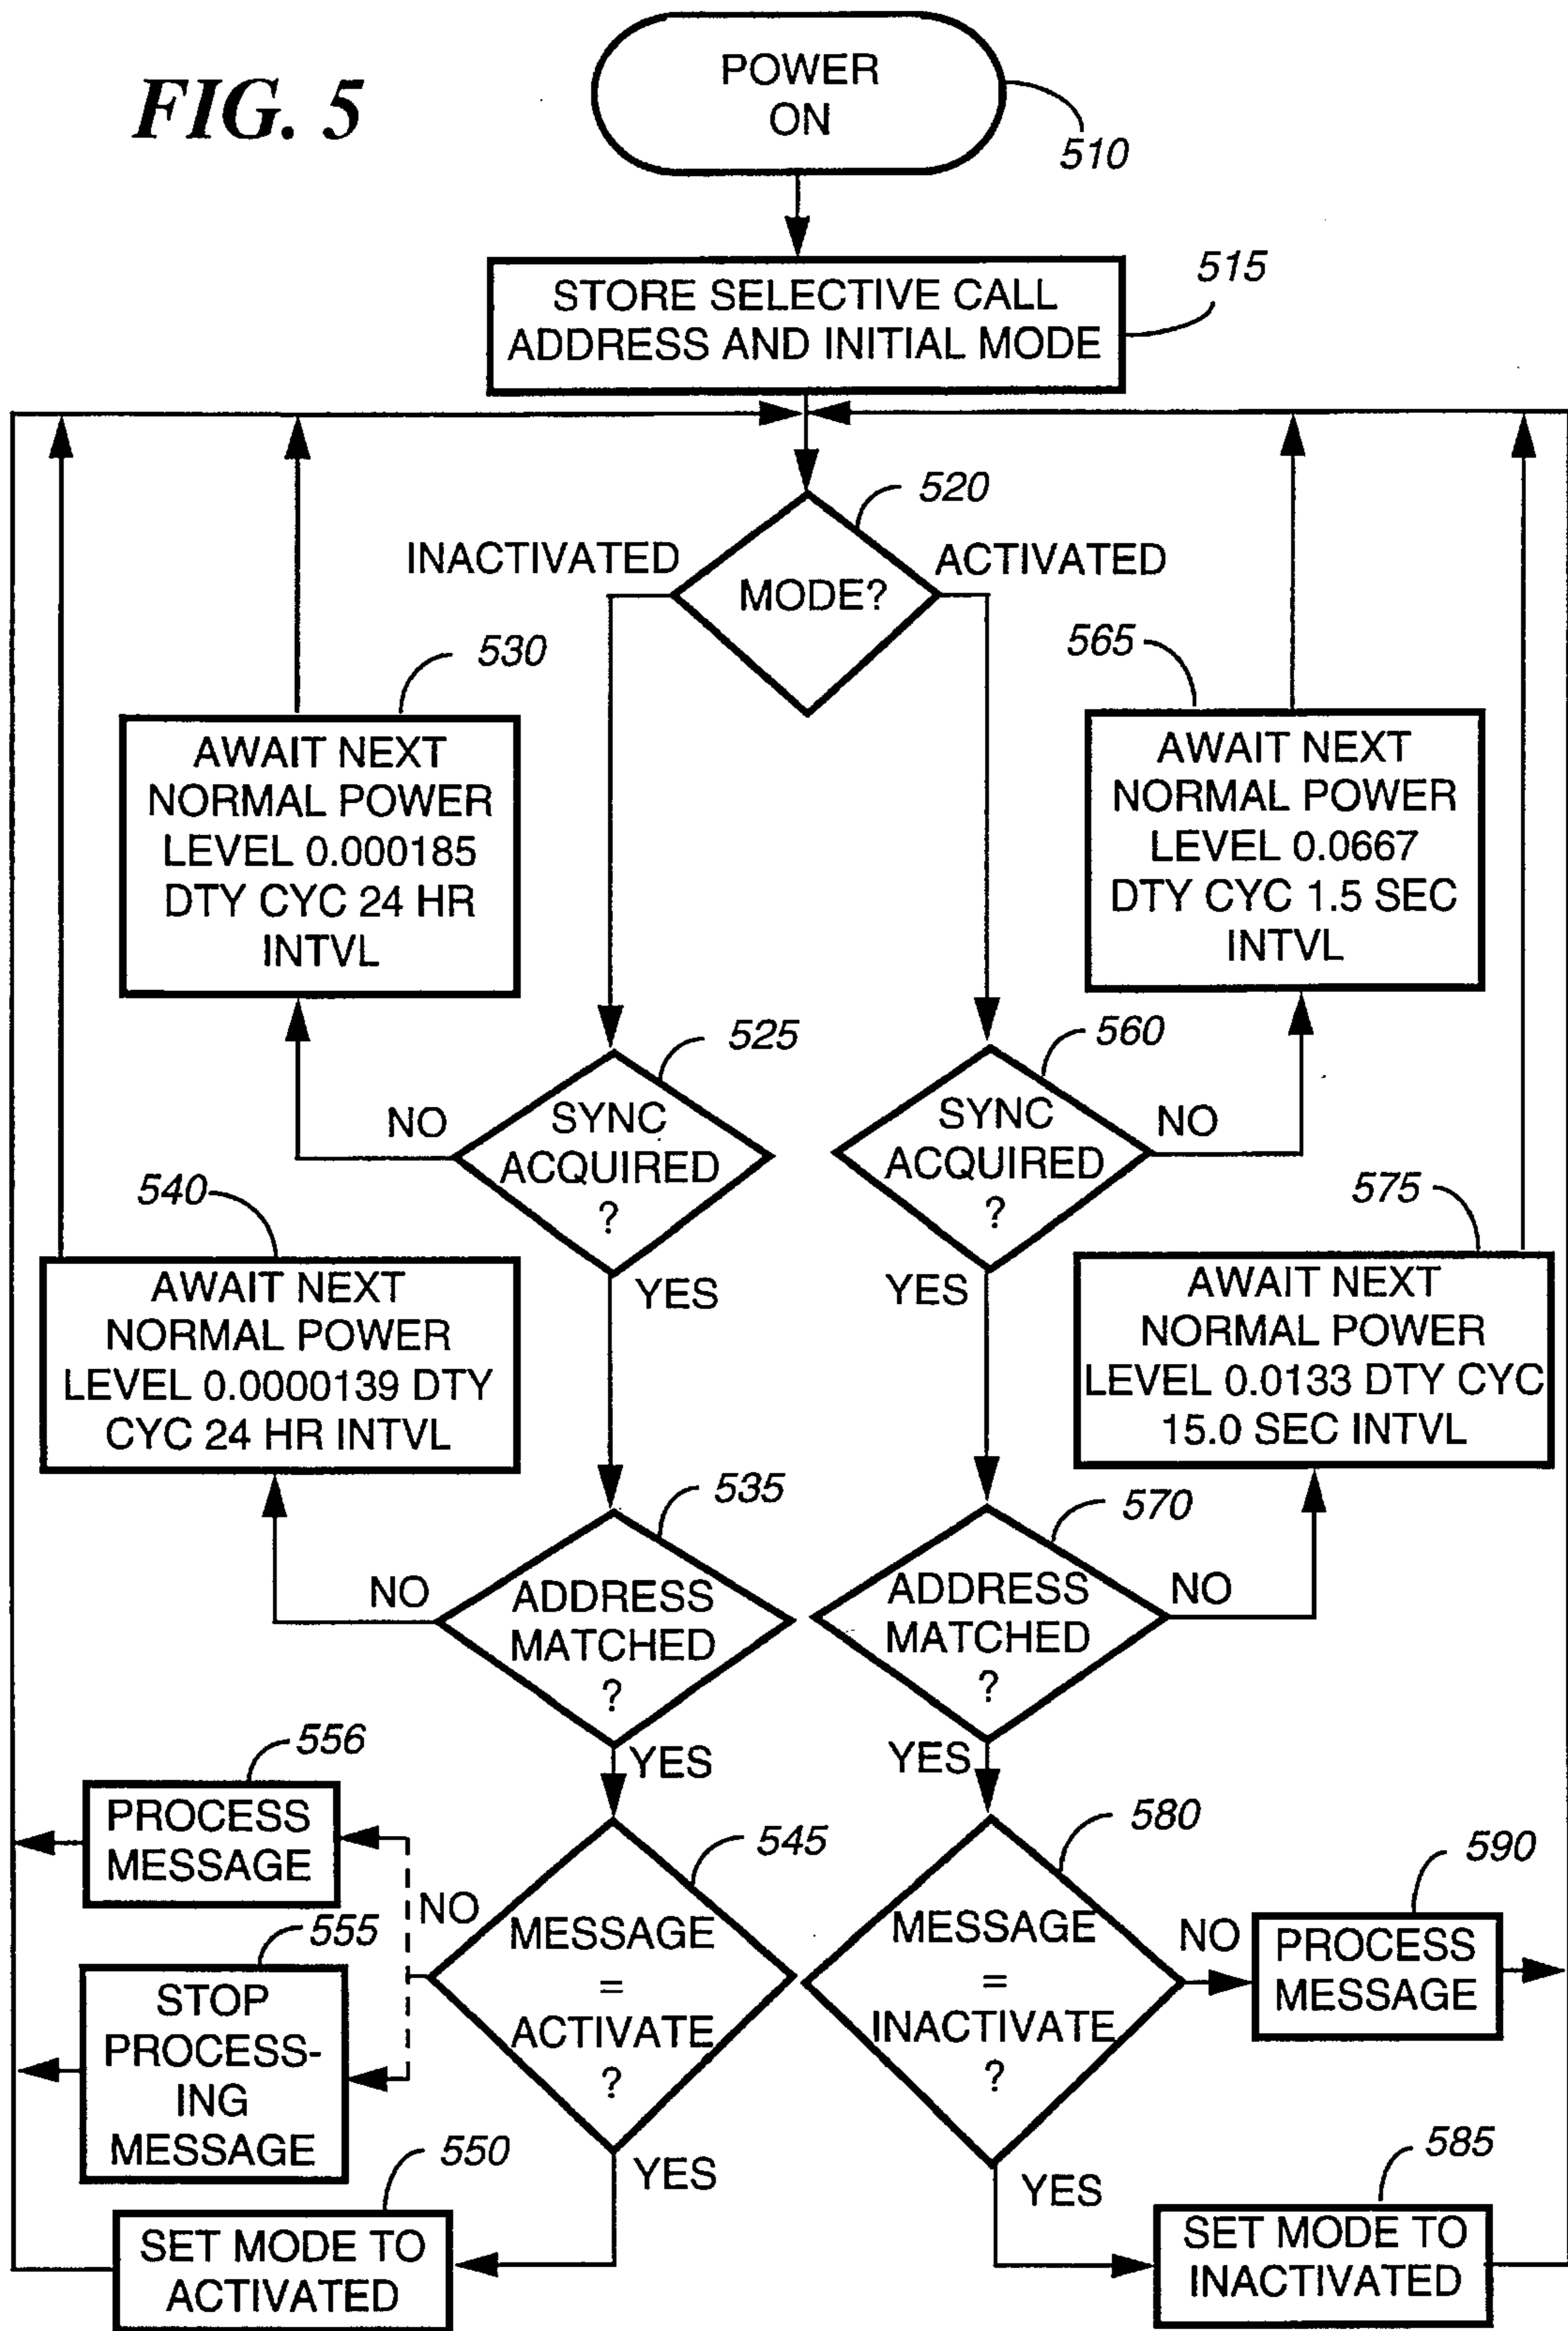 FIG. 5
POWER
ON
510
STORE SELECTIVE CALL
ADDRESS AND INITIAL MODE
515
520
INACTIVATED
MODE?
ACTIVATED
530
AWAIT NEXT
NORMAL POWER
LEVEL 0.000185
DTY CYC 24 HR
INTVL
565
AWAIT NEXT
NORMAL POWER
LEVEL 0.0667
DTY CYC 1.5 SEC
INTVL
525
NO
SYNC
ACQUIRED
?
YES
560
SYNC
ACQUIRED
?
NO
YES
540
AWAIT NEXT
NORMAL POWER
LEVEL 0.0000139 DTY
CYC 24 HR INTVL
575
AWAIT NEXT
NORMAL POWER
LEVEL 0.0133 DTY CYC
15.0 SEC INTVL
535
NO
ADDRESS
MATCHED
?
YES
570
ADDRESS
MATCHED
?
NO
YES
556
PROCESS
MESSAGE
555
STOP
PROCESS-
ING
MESSAGE
545
NO
MESSAGE
=
ACTIVATE
?
YES
580
MESSAGE
=
INACTIVATE
?
NO
YES
590
PROCESS
MESSAGE
550
SET MODE TO
ACTIVATED
585
SET MODE TO
INACTIVATED